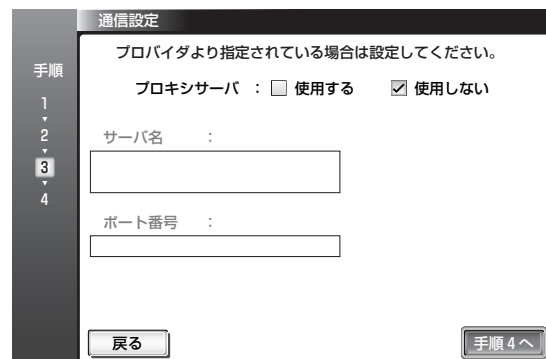 通信設定
プロバイダより指定されている場合は設定してください。
手順
1
2
3
4
プロキシサーバ ： 使用する 使用しない
サーバ名 ：
ポート番号 ：
戻る
手順 4 へ